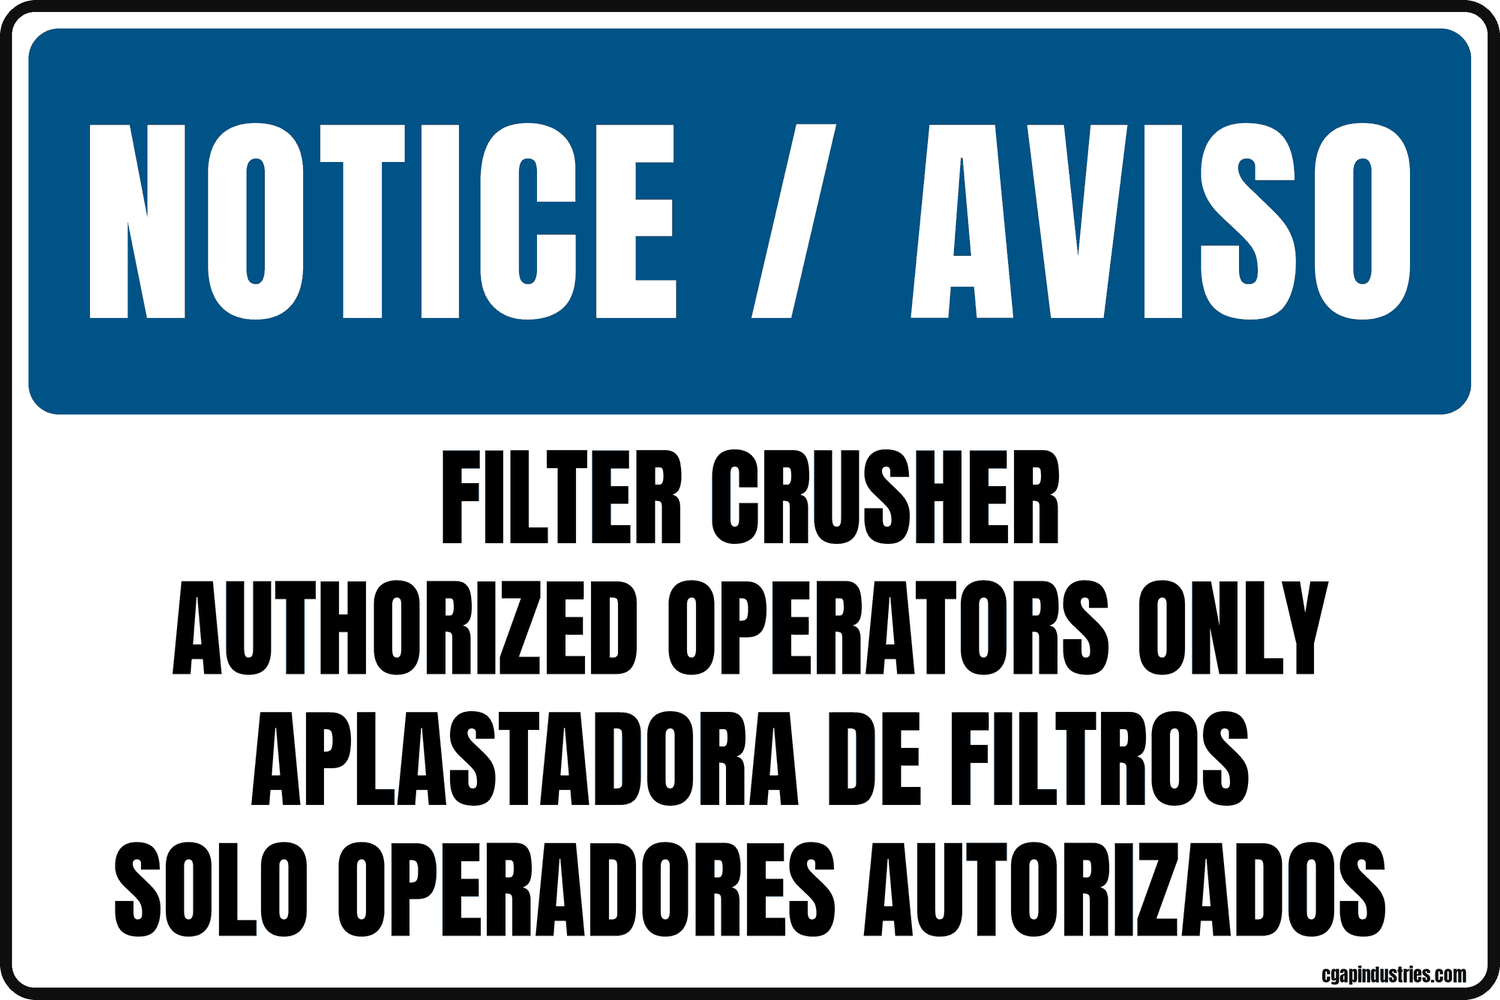 NOTICE / AVISO
FILTER CRUSHER
AUTHORIZED OPERATORS ONLY
APLASTADORA DE FILTROS
SOLO OPERADORES AUTORIZADOS
cgapindustries.com